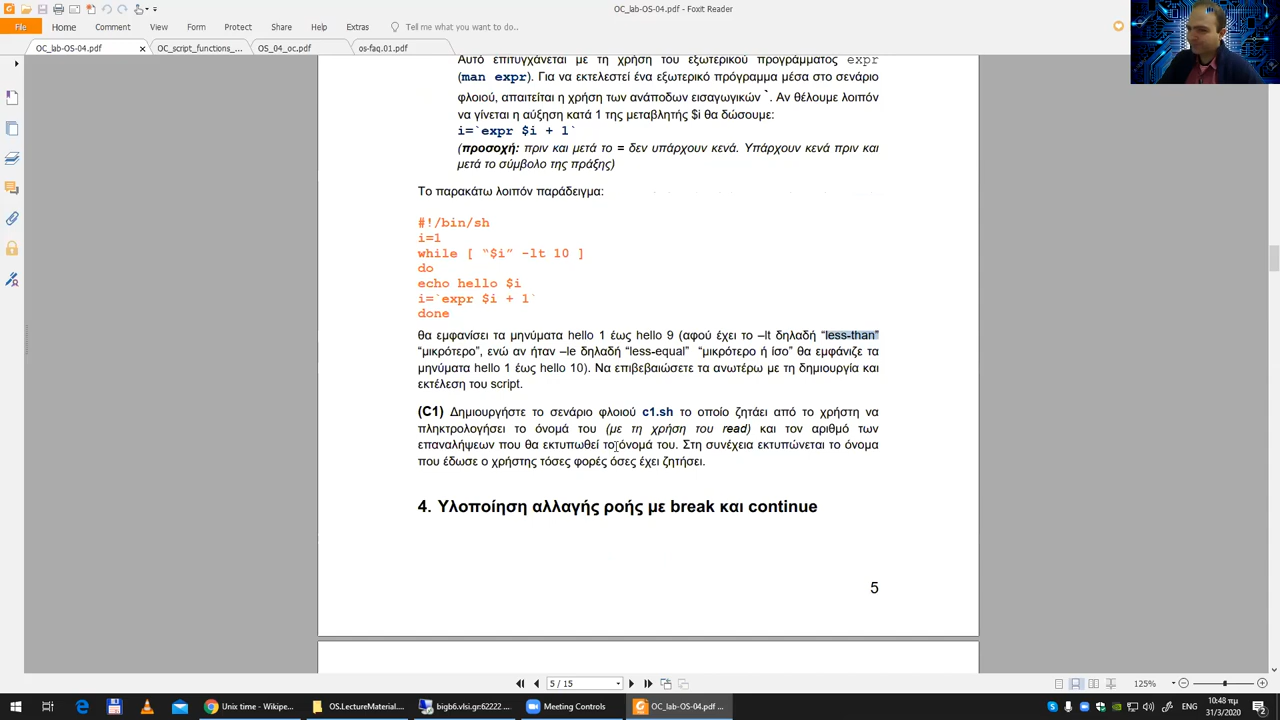 OC_lab-OS-04.pdf - Foxit Reader
File
Home
Comment
View
Form
Protect
Share
Help
Extras
Tell me what you want to do..
OC_lab-OS-04.pdf
OC_script_functions_...
OS_04_oc.pdf
os-faq.01.pdf
Αυτό επιτυγχάνεται με τη χρήση του εξωτερικού προγράμματος expr
(man expr). Για να εκτελεστεί ένα εξωτερικό πρόγραμμα μέσα στο σενάριο
φλοιού, απαιτείται η χρήση των ανάποδων εισαγωγικών `. Αν θέλουμε λοιπόν
να γίνεται η αύξηση κατά 1 της μεταβλητής $i θα δώσουμε:
i=`expr $i + 1`
(προσοχή: πριν και μετά το = δεν υπάρχουν κενά. Υπάρχουν κενά πριν και
μετά το σύμβολο της πράξης)
Το παρακάτω λοιπόν παράδειγμα:
#!/bin/sh
i=1
while [ “$i” -lt 10 ]
do
echo hello $i
i=`expr $i + 1`
done
θα εμφανίσει τα μηνύματα hello 1 έως hello 9 (αφού έχει το –lt δηλαδή “less-than”
“μικρότερο”, ενώ αν ήταν –le δηλαδή “less-equal” “μικρότερο ή ίσο” θα εμφάνιζε τα
μηνύματα hello 1 έως hello 10). Να επιβεβαιώσετε τα ανωτέρω με τη δημιουργία και
εκτέλεση του script.
(C1) Δημιουργήστε το σενάριο φλοιού c1.sh το οποίο ζητάει από το χρήστη να
πληκτρολογήσει το όνομά του (με τη χρήση του read) και τον αριθμό των
επαναλήψεων που θα εκτυπωθεί το όνομά του. Στη συνέχεια εκτυπώνεται το όνομα
που έδωσε ο χρήστης τόσες φορές όσες έχει ζητήσει.
4. Υλοποίηση αλλαγής ροής με break και continue
5
5 / 15
125%
Unix time - Wikipe...
OS.LectureMaterial...
bigb6.vlsi.gr:62222 ...
Meeting Controls
OC_lab-OS-04.pdf ...
10:48 πμ
31/3/2020